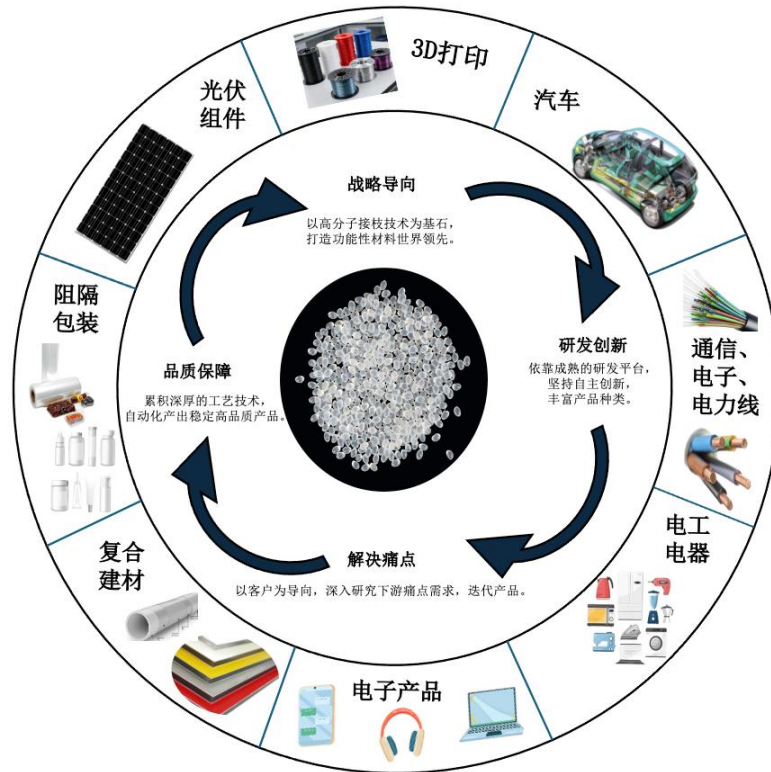 3D打印
汽车
通信、
电子、
电力线
电工
电器
电子产品
复合
建材
阻隔
包装
光伏
组件
战略导向
以高分子接枝技术为基石，
打造功能性材料世界领先。
研发创新
依靠成熟的研发平台，
坚持自主创新，
丰富产品种类。
解决痛点
以客户为导向，深入研究下游痛点需求，迭代产品。
品质保障
累积深厚的工艺技术，
自动化产出稳定高品质产品。